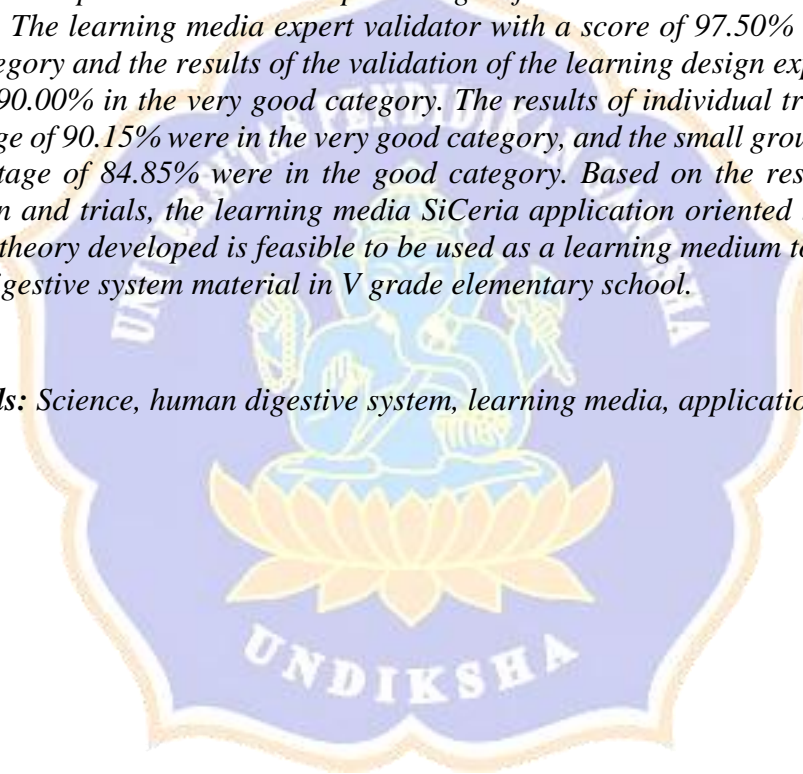 The learning media expert validator with a score of 97.50%
egory and the results of the validation of the learning design exp
90.00% in the very good category. The results of individual tr
ge of 90.15% were in the very good category, and the small grou
tage of 84.85% were in the good category. Based on the res
n and trials, the learning media SiCeria application oriented
theory developed is feasible to be used as a learning medium to
igestive system material in V grade elementary school.
ls: Science, human digestive system, learning media, applicatio
UNIVERSITAS PENDIDIKAN GANESHA
UNDIKSHA